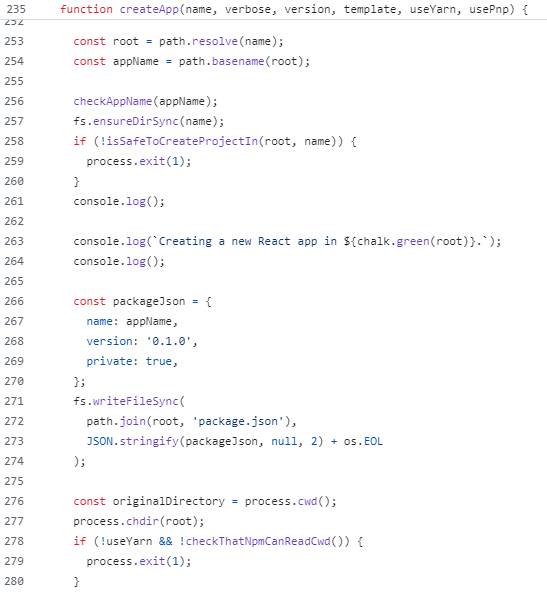 235 function createApp(name, verbose, version, template, useYarn, usePnp) {
252
253 const root = path.resolve(name);
254 const appName = path.basename(root);
255
256 checkAppName(appName);
257 fs.ensureDirSync(name);
258 if (!isSafeToCreateProjectIn(root, name)) {
259 process.exit(1);
260 }
261 console.log();
262
263 console.log(`Creating a new React app in ${chalk.green(root)}.`);
264 console.log();
265
266 const packageJson = {
267 name: appName,
268 version: '0.1.0',
269 private: true,
270 };
271 fs.writeFileSync(
272 path.join(root, 'package.json'),
273 JSON.stringify(packageJson, null, 2) + os.EOL
274 );
275
276 const originalDirectory = process.cwd();
277 process.chdir(root);
278 if (!useYarn && !checkThatNpmCanReadCwd()) {
279 process.exit(1);
280 }